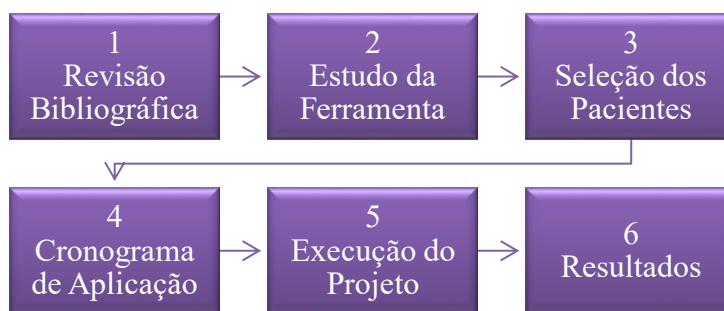 1
Revisão
Bibliográfica
2
Estudo da
Ferramenta
3
Seleção dos
Pacientes
4
Cronograma
de Aplicação
5
Execução do
Projeto
6
Resultados